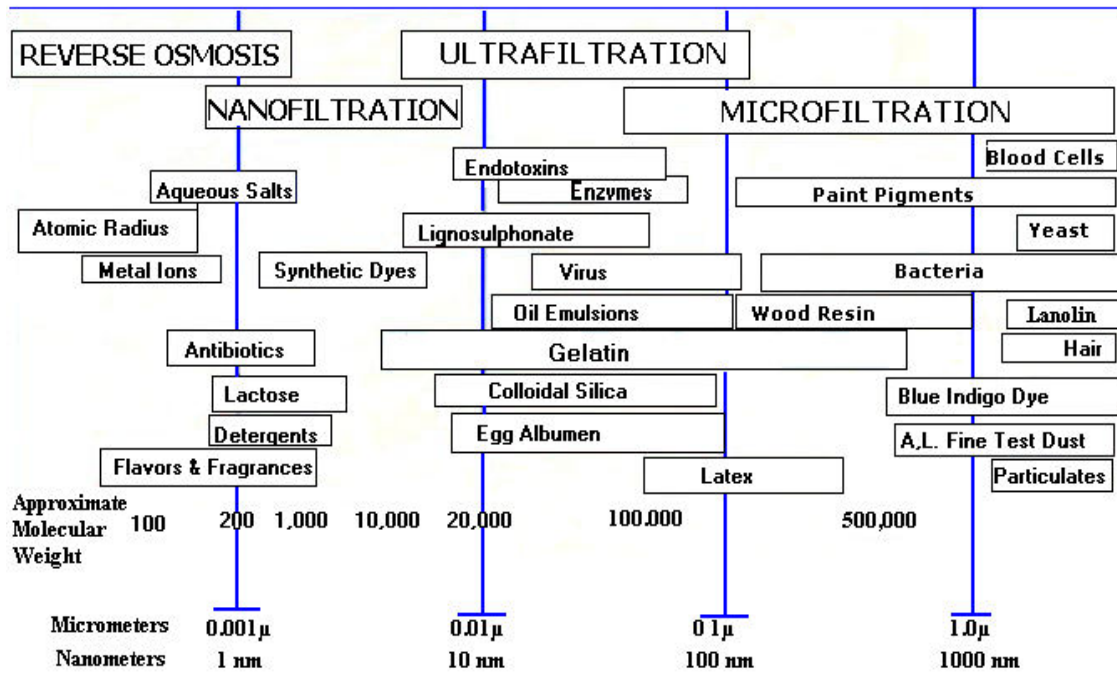 REVERSE OSMOSIS
ULTRAFILTRATION
NANOFILTRATION
MICROFILTRATION
Blood Cells
Endotoxins
Aqueous Salts
Enzymes
Paint Pigments
Atomic Radius
Lignosulphonate
Yeast
Metal Ions
Synthetic Dyes
Virus
Bacteria
Oil Emulsions
Wood Resin
Lanolin
Antibiotics
Gelatin
Hair
Lactose
Colloidal Silica
Blue Indigo Dye
Detergents
Egg Albumen
A,L. Fine Test Dust
Flavors & Fragrances
Latex
Particulates
Approximate
Molecular
Weight
100 200 1,000 10,000 20,000 100,000 500,000
Micrometers 0.001µ 0.01µ 0 1µ 1.0µ
Nanometers 1 nm 10 nm 100 nm 1000 nm